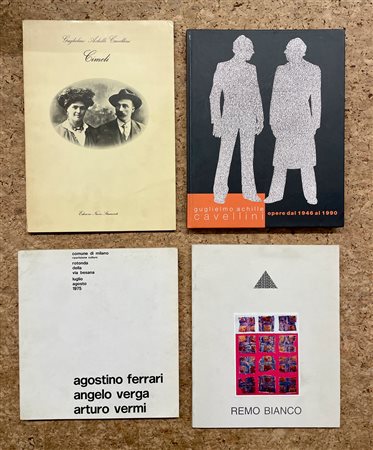 Guglielmo Achille Cavellini
Cimeli
Edizioni Nuovi Strumenti
guglielmo achille
cavellini
opere dal 1946 al 1990
comune di milano
ripartizione cultura
rotonda
della
via besana
luglio
agosto
1975
agostino ferrari
angelo verga
arturo vermi
REMO BIANCO